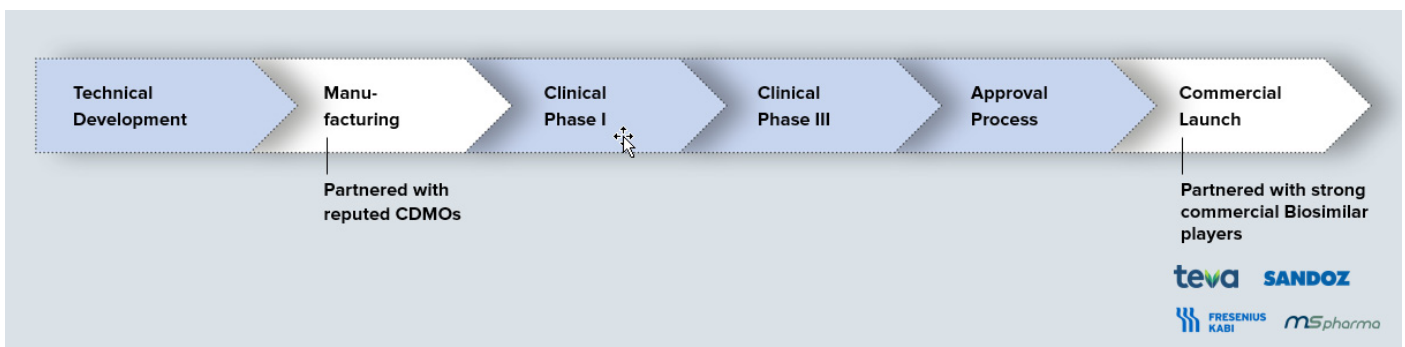 Technical
Development
Manu-
facturing
Clinical
Phase I
Clinical
Phase III
Approval
Process
Commercial
Launch
Partnered with
reputed CDMOs
Partnered with strong
commercial Biosimilar
players
teva
SANDOZ
FRESENIUS
KABI
mspharma